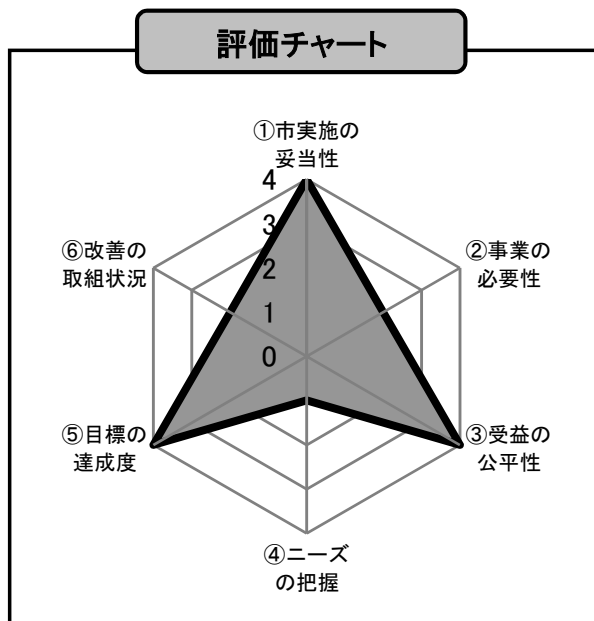 評価チャート
①市実施の
妥当性
4
3
2
1
0
②事業の
必要性
③受益の
公平性
④ニーズ
の把握
⑤目標の
達成度
⑥改善の
取組状況